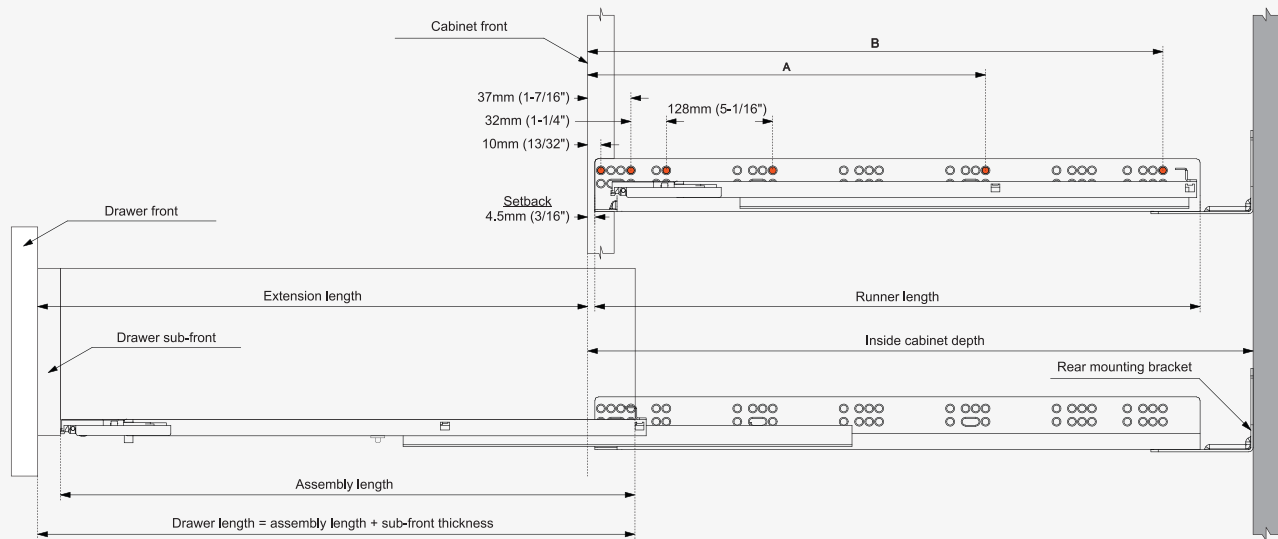 Cabinet front
B
A
37mm (1-7/16")
128mm (5-1/16")
32mm (1-1/4")
10mm (13/32")
Setback
4.5mm (3/16")
Drawer front
Extension length
Runner length
Drawer sub-front
Inside cabinet depth
Rear mounting bracket
Assembly length
Drawer length = assembly length + sub-front thickness